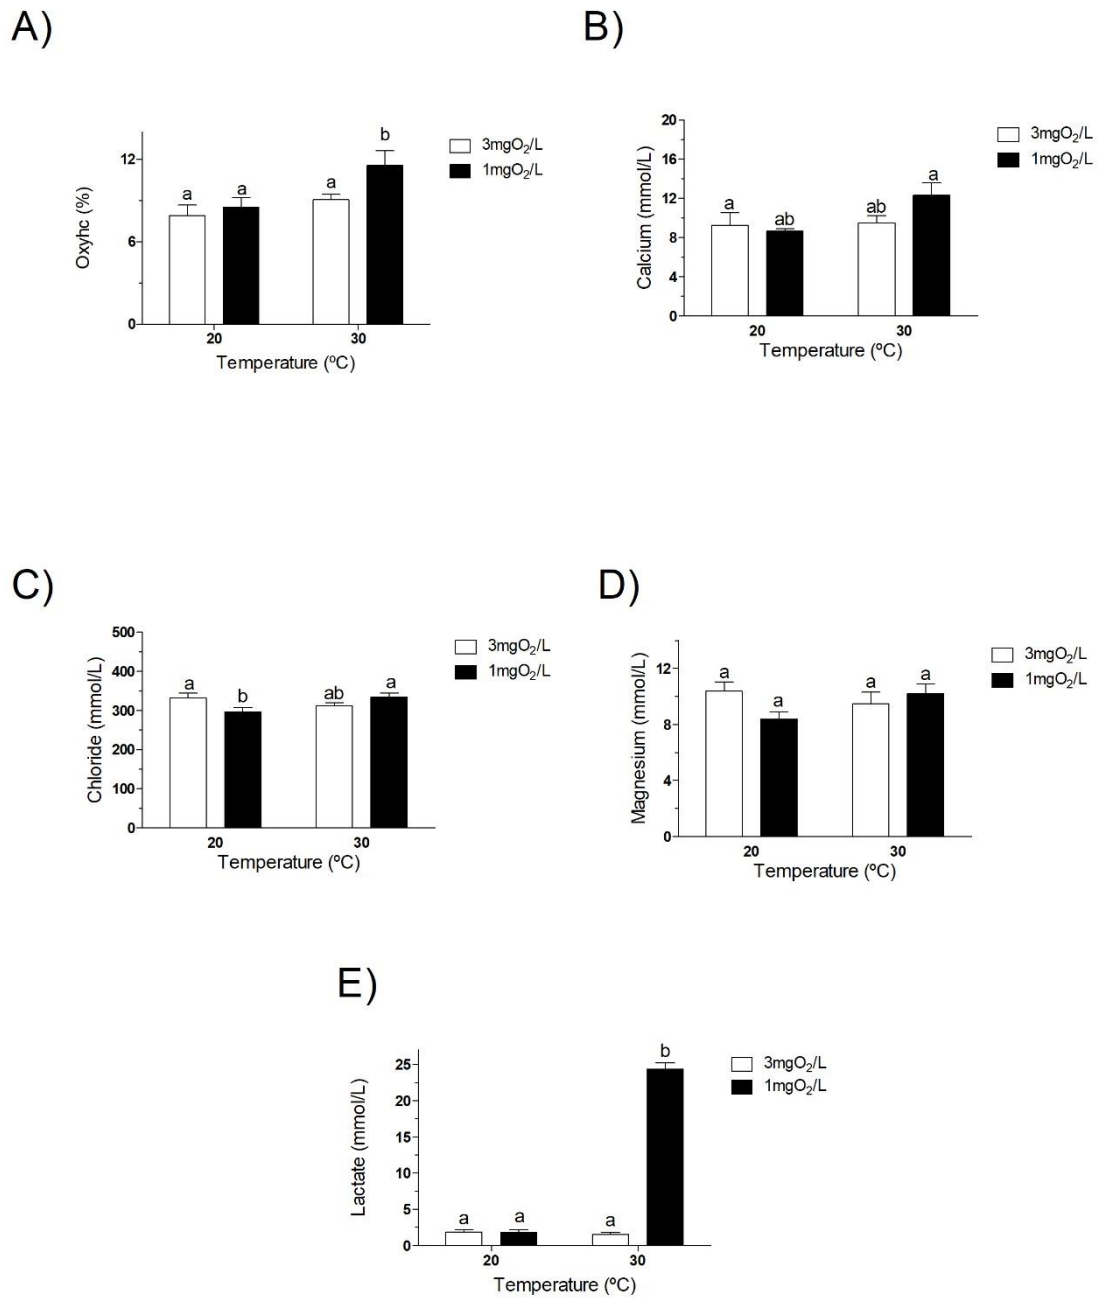 A)
Oxyhc (%)
12
6
0
a
a
a
b
20
30
Temperature (ºC)
3mgO₂/L
1mgO₂/L
B)
Calcium (mmol/L)
20
16
12
8
4
0
a
ab
ab
a
20
30
Temperature (ºC)
3mgO₂/L
1mgO₂/L
C)
Chloride (mmol/L)
500
400
300
200
100
0
a
b
ab
a
20
30
Temperature (ºC)
3mgO₂/L
1mgO₂/L
D)
Magnesium (mmol/L)
12
8
4
0
a
a
a
a
20
30
Temperature (ºC)
3mgO₂/L
1mgO₂/L
E)
Lactate (mmol/L)
25
20
15
10
5
0
a
a
a
b
20
30
Temperature (ºC)
3mgO₂/L
1mgO₂/L